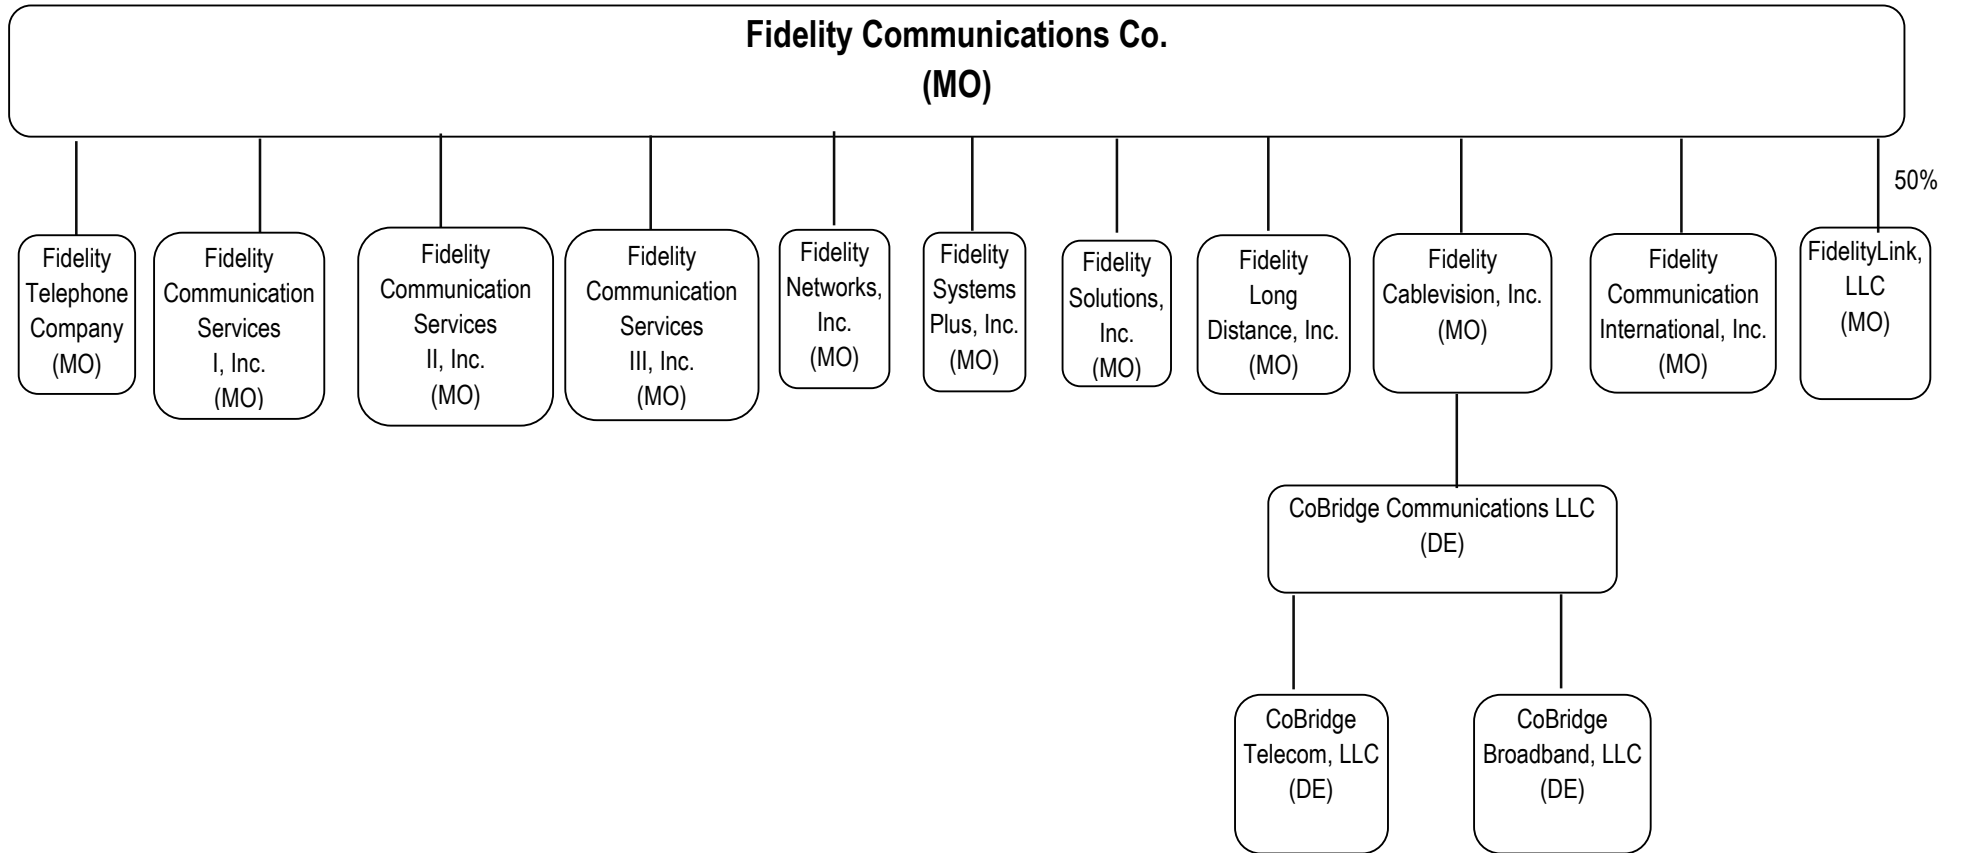 Fidelity Communications Co.
(MO)
50%
Fidelity
Telephone
Company
(MO)
Fidelity
Communication
Services
I, Inc.
(MO)
Fidelity
Communication
Services
II, Inc.
(MO)
Fidelity
Communication
Services
III, Inc.
(MO)
Fidelity
Networks,
Inc.
(MO)
Fidelity
Systems
Plus, Inc.
(MO)
Fidelity
Solutions,
Inc.
(MO)
Fidelity
Long
Distance, Inc.
(MO)
Fidelity
Cablevision, Inc.
(MO)
Fidelity
Communication
International, Inc.
(MO)
FidelityLink,
LLC
(MO)
CoBridge Communications LLC
(DE)
CoBridge
Telecom, LLC
(DE)
CoBridge
Broadband, LLC
(DE)